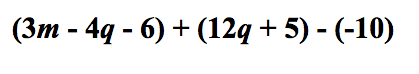 (3m - 4q - 6) + (12q + 5) - (-10)